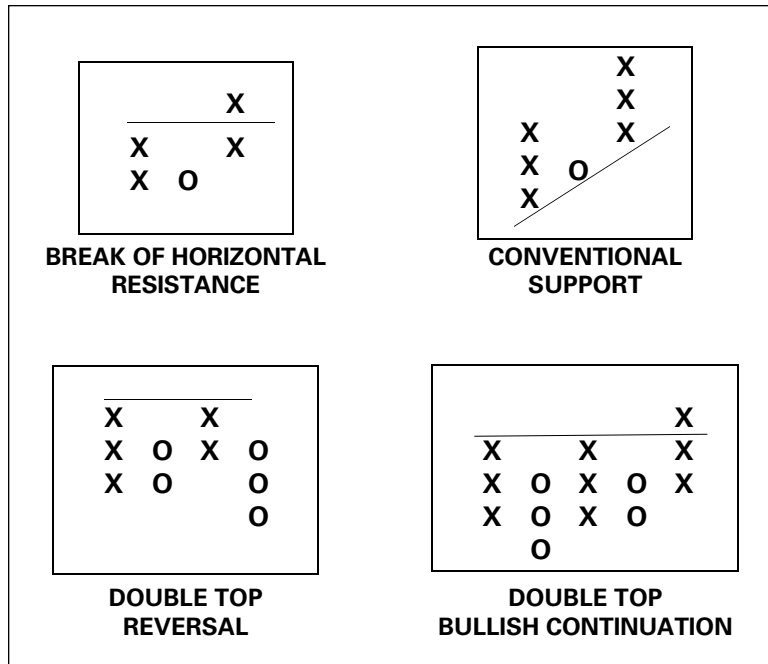 X
X X
X O
BREAK OF HORIZONTAL
RESISTANCE
X
X
X X
X O
X
CONVENTIONAL
SUPPORT
X X
X O X O
X O O
O
DOUBLE TOP
REVERSAL
X
X X X
X O X O X
X O X O
O
DOUBLE TOP
BULLISH CONTINUATION